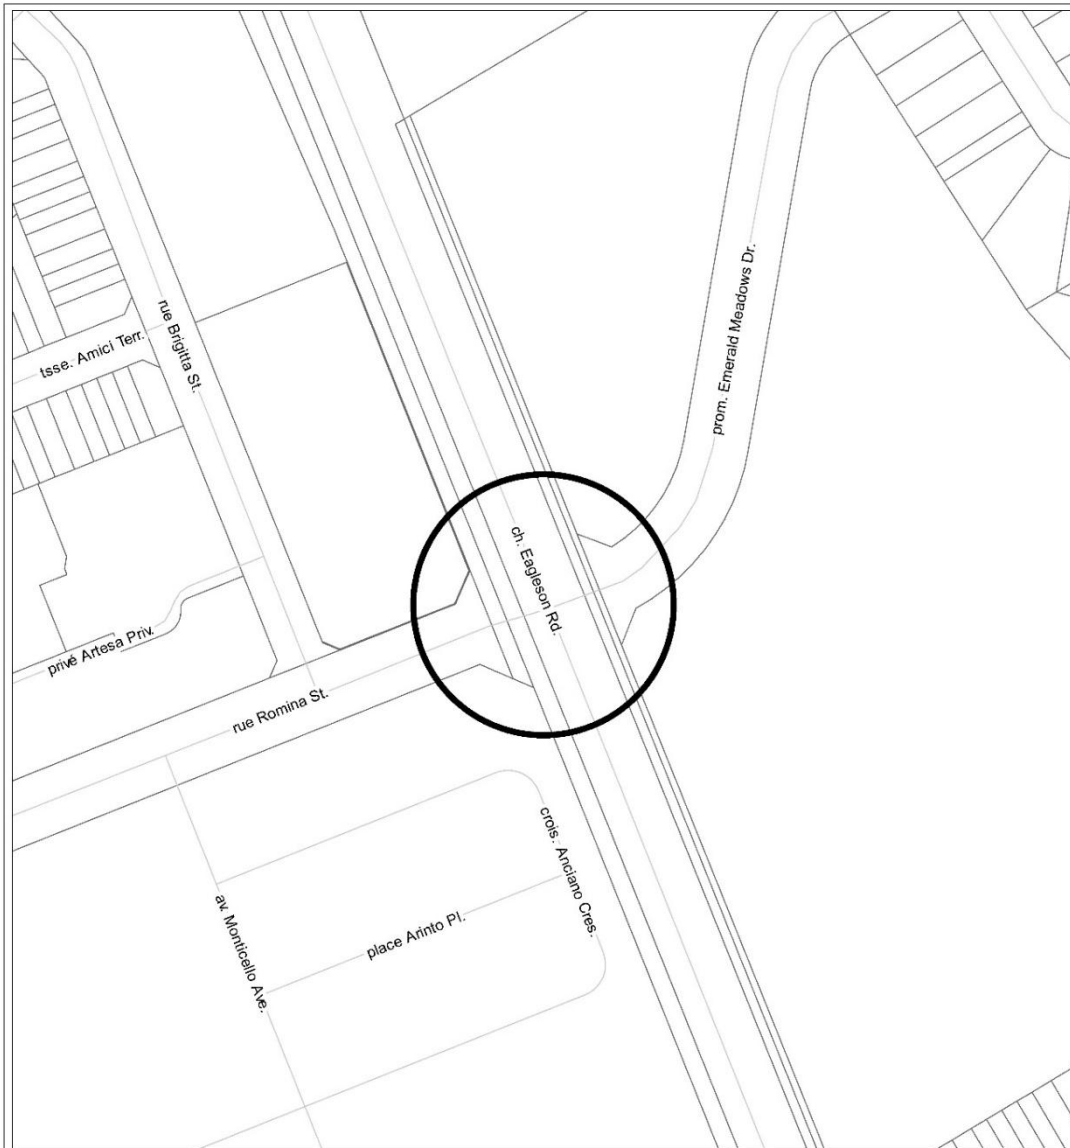 prom. Emerald Meadows Dr.
rue Brigitta St.
tsse. Amici Terr.
ch. Eagleson Rd.
privé Artesa Priv.
rue Romina St.
crois. Anciano Cres.
av. Monticello Ave.
place Arinto Pl.